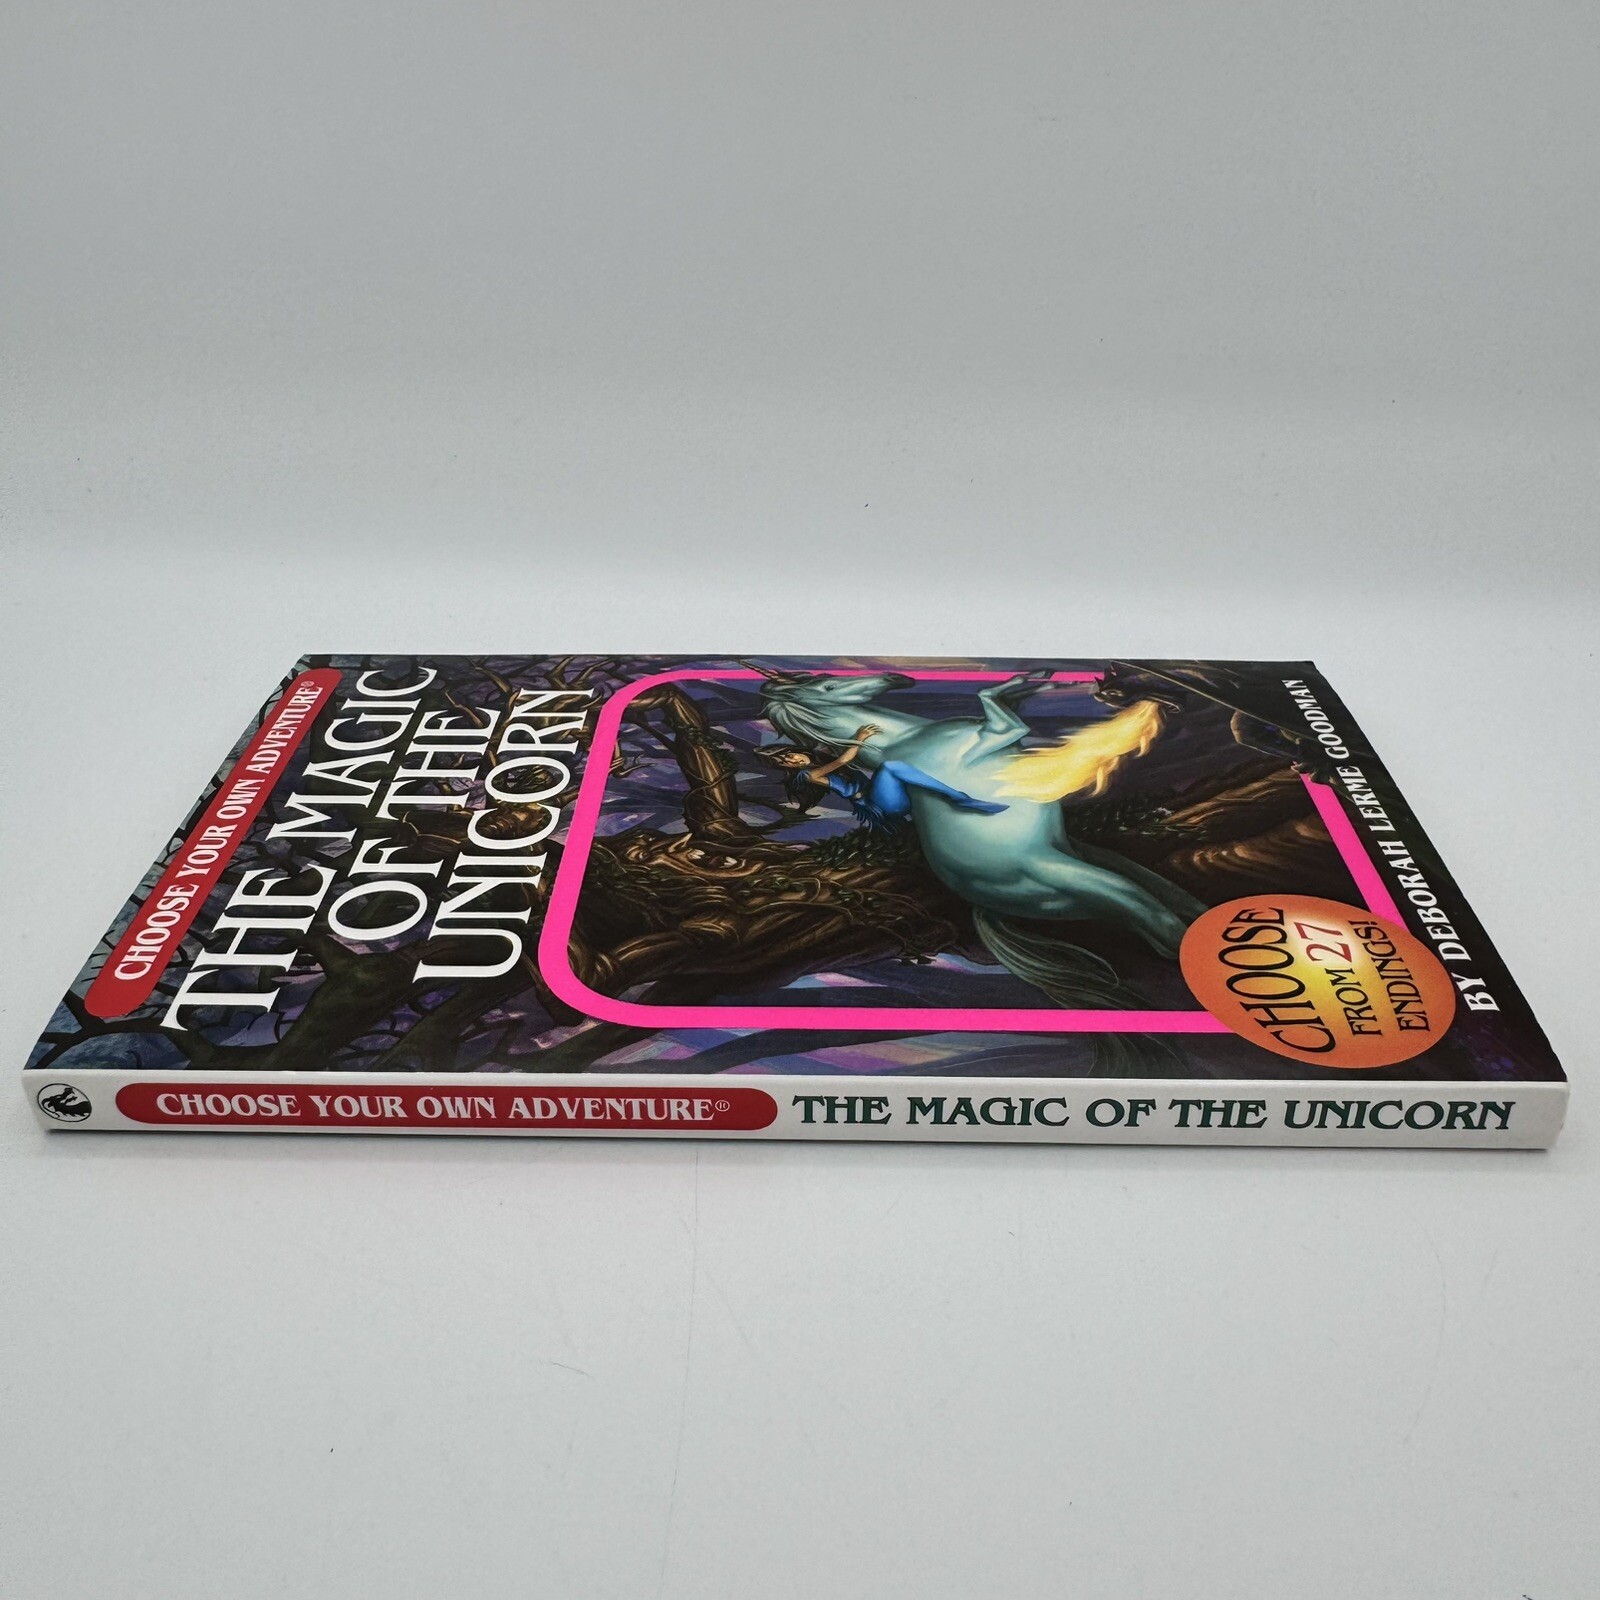 CHOOSE YOUR OWN ADVENTURE®
THE MAGIC
OF THE
UNICORN
CHOOSE
FROM 27
ENDINGS!
BY DEBORAH LERME GOODMAN
CHOOSE YOUR OWN ADVENTURE® THE MAGIC OF THE UNICORN